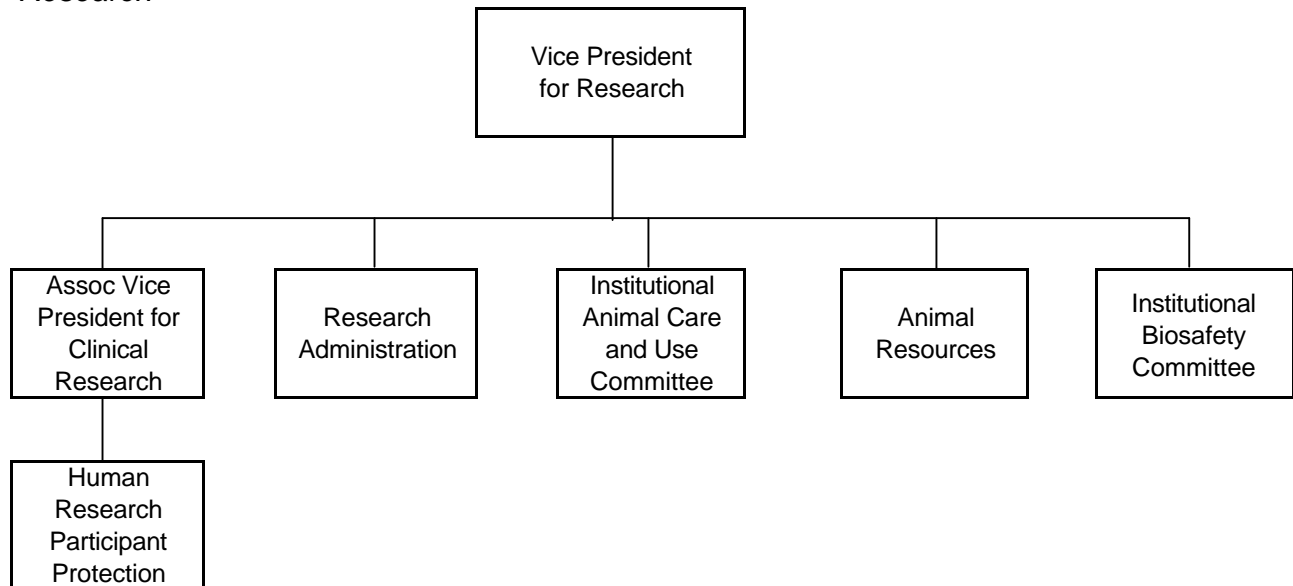 Research
Vice President
for Research
Assoc Vice
President for
Clinical
Research
Research
Administration
Institutional
Animal Care
and Use
Committee
Animal
Resources
Institutional
Biosafety
Committee
Human
Research
Participant
Protection